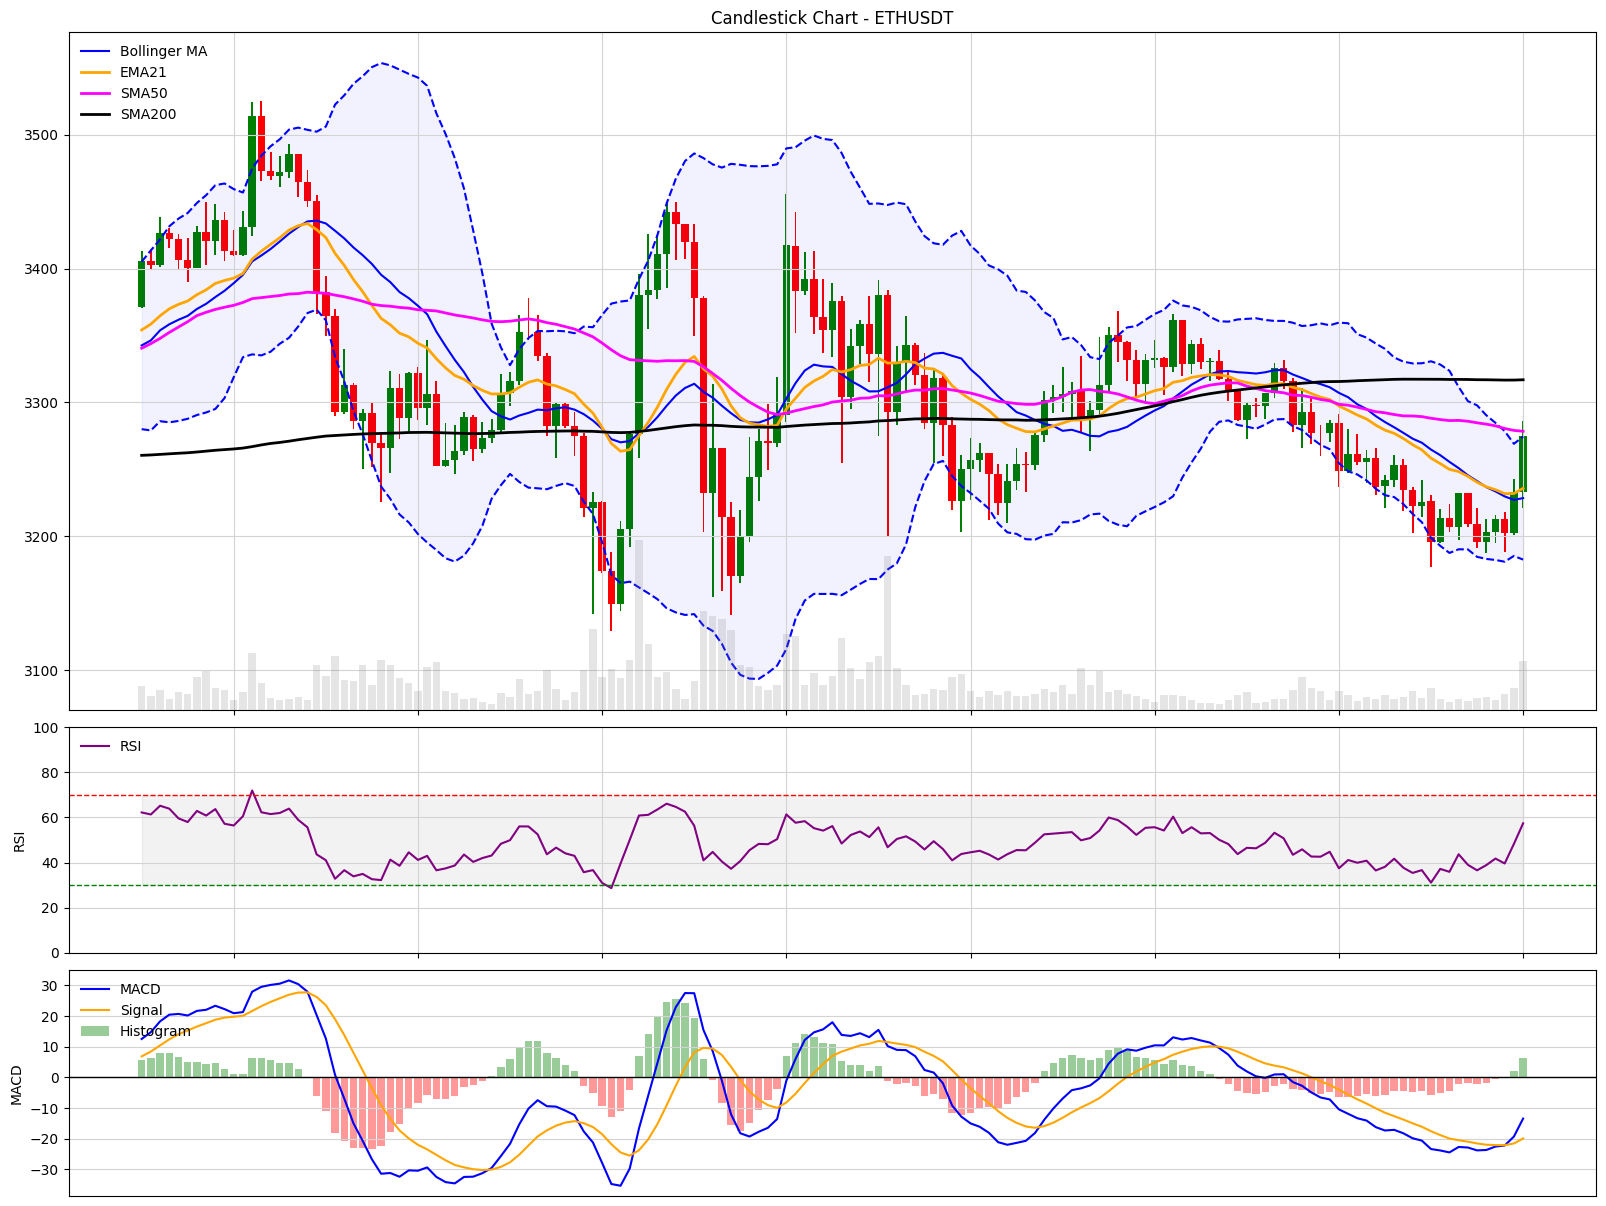 Candlestick Chart - ETHUSDT
Bollinger MA
EMA21
SMA50
SMA200
3500
3400
3300
3200
3100
100
80
60
40
20
0
RSI
RSI
30
20
10
0
−10
−20
−30
MACD
MACD
Signal
Histogram